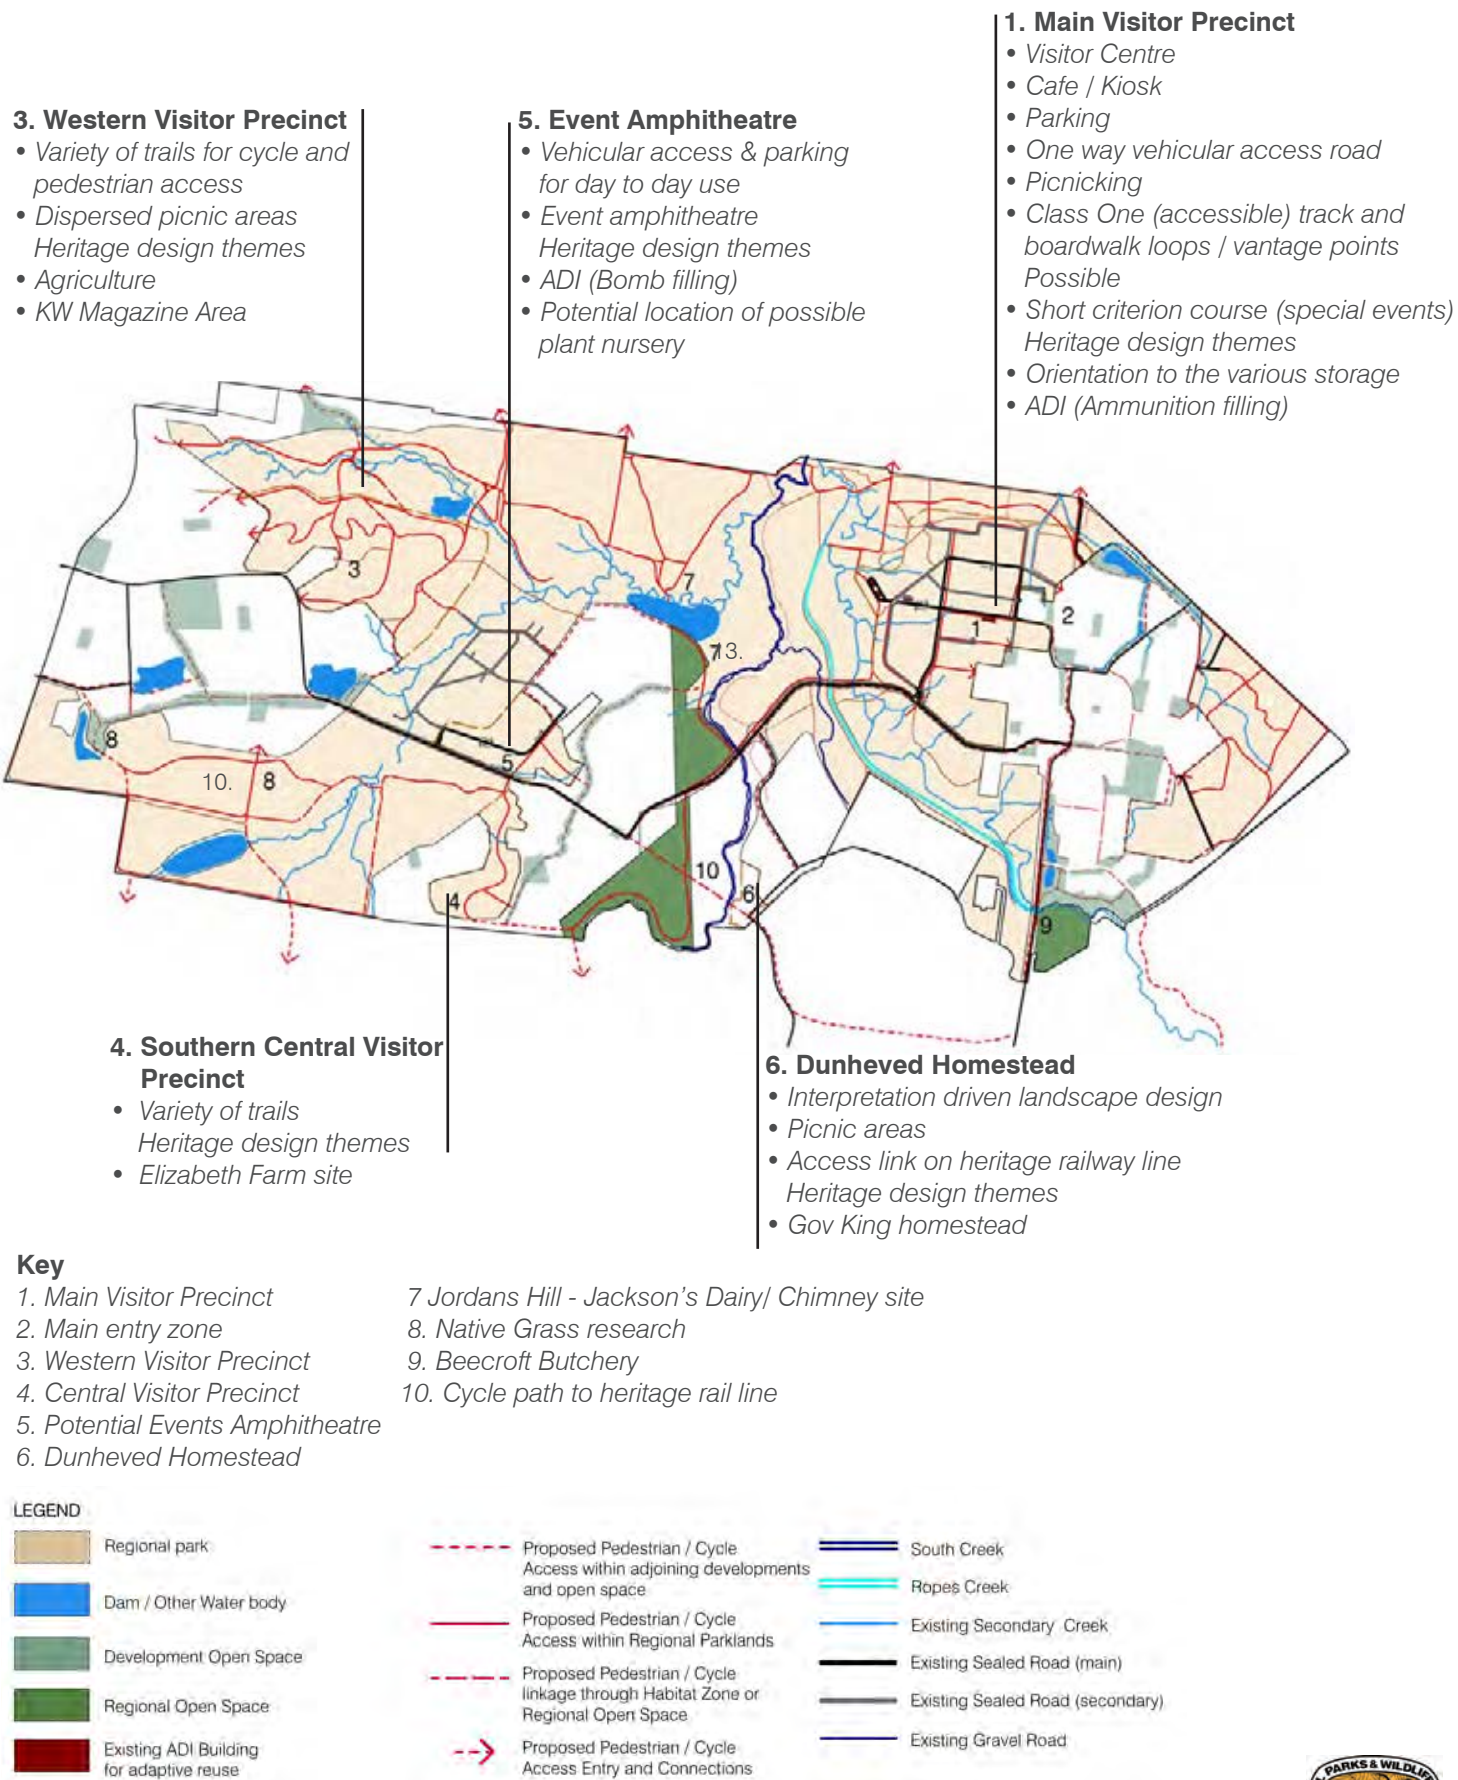 1. Main Visitor Precinct
• Visitor Centre
• Cafe / Kiosk
• Parking
• One way vehicular access road
• Picnicking
• Class One (accessible) track and
boardwalk loops / vantage points
Possible
• Short criterion course (special events)
Heritage design themes
• Orientation to the various storage
• ADI (Ammunition filling)
3. Western Visitor Precinct
• Variety of trails for cycle and
pedestrian access
• Dispersed picnic areas
Heritage design themes
• Agriculture
• KW Magazine Area
5. Event Amphitheatre
• Vehicular access & parking
for day to day use
• Event amphitheatre
Heritage design themes
• ADI (Bomb filling)
• Potential location of possible
plant nursery
3
7
2
1
7
13.
8
10.
8
5
10
6
4
9
4. Southern Central Visitor
Precinct
• Variety of trails
Heritage design themes
• Elizabeth Farm site
6. Dunheved Homestead
• Interpretation driven landscape design
• Picnic areas
• Access link on heritage railway line
Heritage design themes
• Gov King homestead
Key
1. Main Visitor Precinct
2. Main entry zone
3. Western Visitor Precinct
4. Central Visitor Precinct
5. Potential Events Amphitheatre
6. Dunheved Homestead
7 Jordans Hill - Jackson's Dairy/ Chimney site
8. Native Grass research
9. Beecroft Butchery
10. Cycle path to heritage rail line
LEGEND
Regional park
Dam / Other Water body
Development Open Space
Regional Open Space
Existing ADI Building
for adaptive reuse
Proposed Pedestrian / Cycle
Access within adjoining developments
and open space
Proposed Pedestrian / Cycle
Access within Regional Parklands
Proposed Pedestrian / Cycle
linkage through Habitat Zone or
Regional Open Space
Proposed Pedestrian / Cycle
Access Entry and Connections
South Creek
Ropes Creek
Existing Secondary Creek
Existing Sealed Road (main)
Existing Sealed Road (secondary)
Existing Gravel Road
PARKS & WILDLIFE